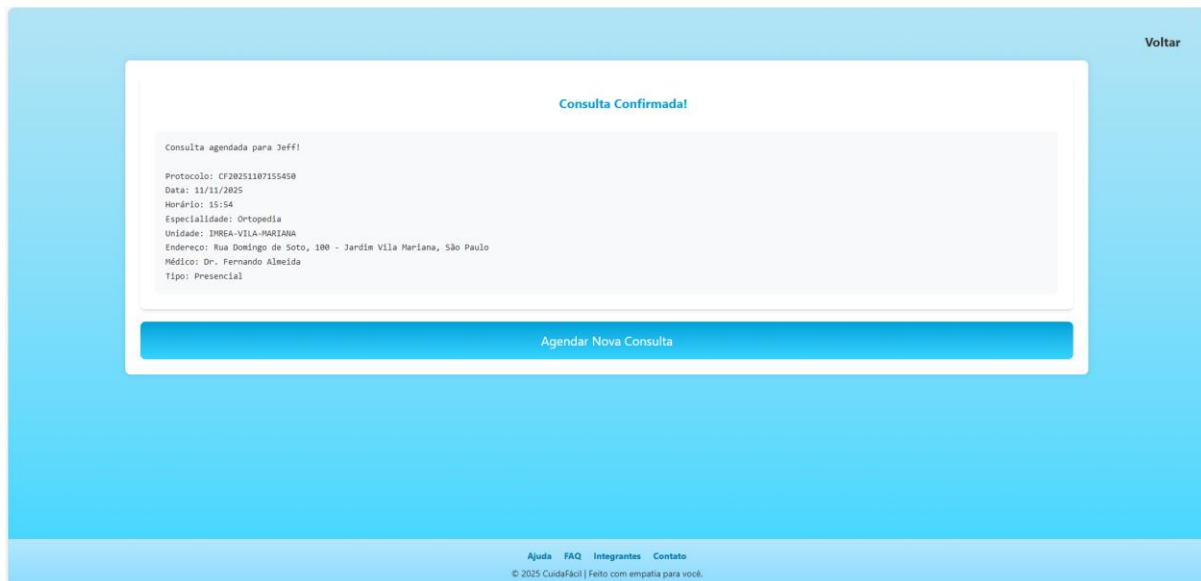 Voltar
Consulta Confirmada!
Consulta agendada para Jeff!
Protocolo: CF20251107155450
Data: 11/11/2025
Horário: 15:54
Especialidade: Ortopedia
Unidade: IMREA-VILA-MARIANA
Endereço: Rua Domingo de Soto, 100 - Jardim Vila Mariana, São Paulo
Médico: Dr. Fernando Almeida
Tipo: Presencial
Agendar Nova Consulta
Ajuda FAQ Integrantes Contato
© 2025 CuidaFácil | Feito com empatia para você.